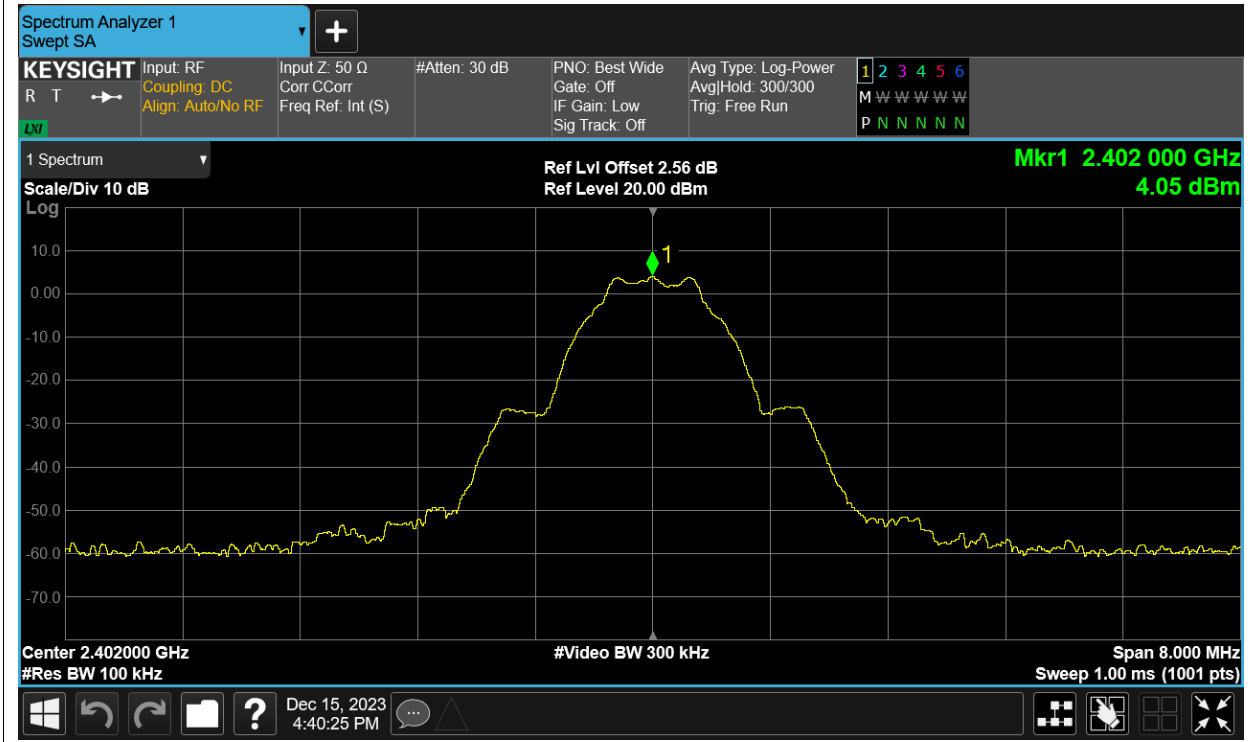 Spectrum Analyzer 1
Swept SA
KEYSIGHT
R T
LXI
Input: RF
Coupling: DC
Align: Auto/No RF
Input Z: 50 Ω
Corr CCorr
Freq Ref: Int (S)
#Atten: 30 dB
PNO: Best Wide
Gate: Off
IF Gain: Low
Sig Track: Off
Avg Type: Log-Power
Avg|Hold: 300/300
Trig: Free Run
1 2 3 4 5 6
M W W W W W
P N N N N N
1 Spectrum
Scale/Div 10 dB
Log
Ref Lvl Offset 2.56 dB
Ref Level 20.00 dBm
Mkr1 2.402 000 GHz
4.05 dBm
1
10.0
0.00
-10.0
-20.0
-30.0
-40.0
-50.0
-60.0
-70.0
Center 2.402000 GHz
#Video BW 300 kHz
Span 8.000 MHz
#Res BW 100 kHz
Sweep 1.00 ms (1001 pts)
?
Dec 15, 2023
4:40:25 PM